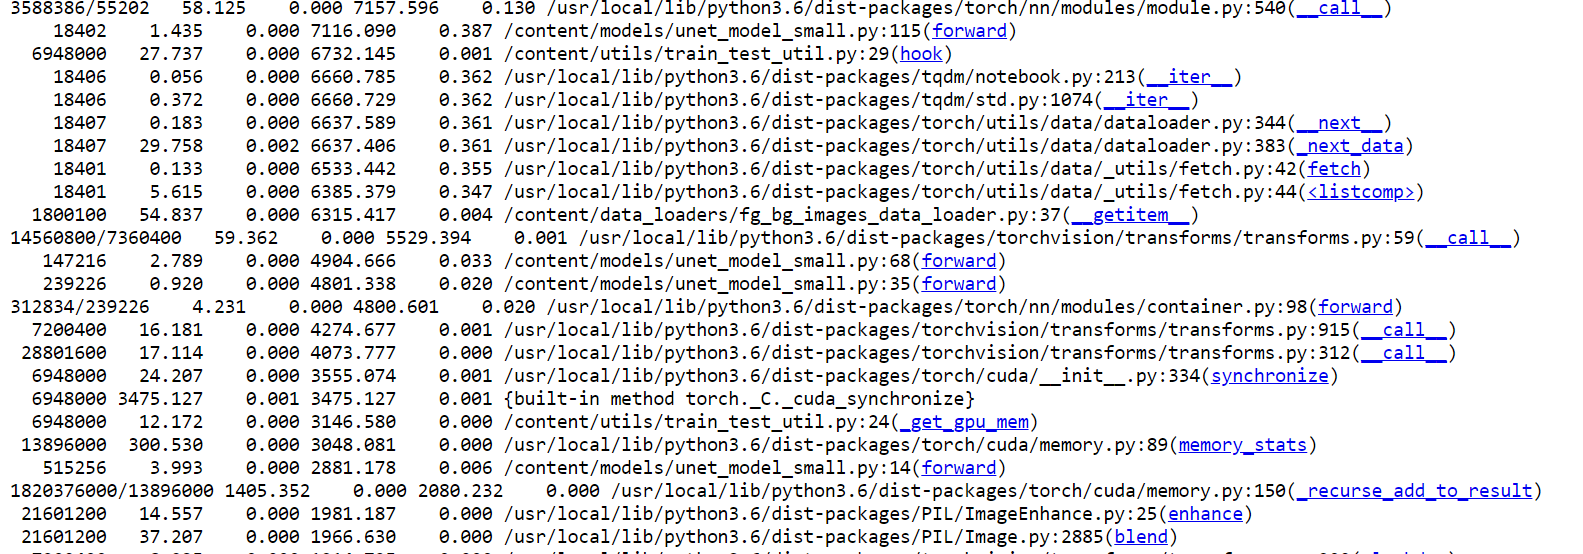 3588386/55202 58.125 0.000 7157.596 0.130 /usr/local/lib/python3.6/dist-packages/torch/nn/modules/module.py:540(__call__)
18402 1.435 0.000 7116.090 0.387 /content/models/unet_model_small.py:115(forward)
6948000 27.737 0.000 6732.145 0.001 /content/utils/train_test_util.py:29(hook)
18406 0.056 0.000 6660.785 0.362 /usr/local/lib/python3.6/dist-packages/tqdm/notebook.py:213(__iter__)
18406 0.372 0.000 6660.729 0.362 /usr/local/lib/python3.6/dist-packages/tqdm/std.py:1074(__iter__)
18407 0.183 0.000 6637.589 0.361 /usr/local/lib/python3.6/dist-packages/torch/utils/data/dataloader.py:344(__next__)
18407 29.758 0.002 6637.406 0.361 /usr/local/lib/python3.6/dist-packages/torch/utils/data/dataloader.py:383(_next_data)
18401 0.133 0.000 6533.442 0.355 /usr/local/lib/python3.6/dist-packages/torch/utils/data/_utils/fetch.py:42(fetch)
18401 5.615 0.000 6385.379 0.347 /usr/local/lib/python3.6/dist-packages/torch/utils/data/_utils/fetch.py:44(<listcomp>)
1800100 54.837 0.000 6315.417 0.004 /content/data_loaders/fg_bg_images_data_loader.py:37(__getitem__)
14560800/7360400 59.362 0.000 5529.394 0.001 /usr/local/lib/python3.6/dist-packages/torchvision/transforms/transforms.py:59(__call__)
147216 2.789 0.000 4904.666 0.033 /content/models/unet_model_small.py:68(forward)
239226 0.920 0.000 4801.338 0.020 /content/models/unet_model_small.py:35(forward)
312834/239226 4.231 0.000 4800.601 0.020 /usr/local/lib/python3.6/dist-packages/torch/nn/modules/container.py:98(forward)
7200400 16.181 0.000 4274.677 0.001 /usr/local/lib/python3.6/dist-packages/torchvision/transforms/transforms.py:915(__call__)
28801600 17.114 0.000 4073.777 0.000 /usr/local/lib/python3.6/dist-packages/torchvision/transforms/transforms.py:312(__call__)
6948000 24.207 0.000 3555.074 0.001 /usr/local/lib/python3.6/dist-packages/torch/cuda/__init__.py:334(synchronize)
6948000 3475.127 0.001 3475.127 0.001 {built-in method torch._C._cuda_synchronize}
6948000 12.172 0.000 3146.580 0.000 /content/utils/train_test_util.py:24(_get_gpu_mem)
13896000 300.530 0.000 3048.081 0.000 /usr/local/lib/python3.6/dist-packages/torch/cuda/memory.py:89(memory_stats)
515256 3.993 0.000 2881.178 0.006 /content/models/unet_model_small.py:14(forward)
1820376000/13896000 1405.352 0.000 2080.232 0.000 /usr/local/lib/python3.6/dist-packages/torch/cuda/memory.py:150(_recurse_add_to_result)
21601200 14.557 0.000 1981.187 0.000 /usr/local/lib/python3.6/dist-packages/PIL/ImageEnhance.py:25(enhance)
21601200 37.207 0.000 1966.630 0.000 /usr/local/lib/python3.6/dist-packages/PIL/Image.py:2885(blend)